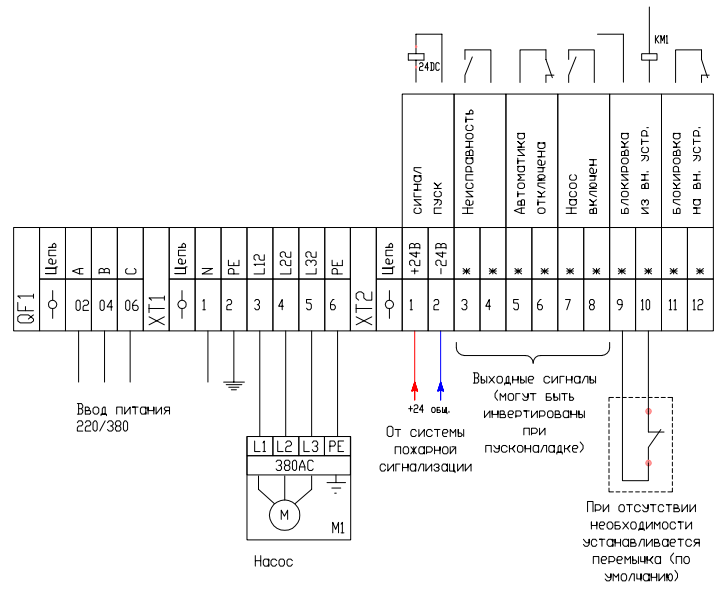 24DC
KM1
сигнал
пуск
Неисправность
Автоматика
отключена
Насос
включен
Блокировка
из вн. устр.
Блокировка
на вн. устр.
QF1
Цепь
A
B
C
XT1
Цепь
N
PE
L12
L22
L32
PE
XT2
Цепь
+24В
-24В
* * * * * * * * * *
02 04 06
1 2 3 4 5 6
1 2 3 4 5 6 7 8 9 10 11 12
Ввод питания
220/380
+24 общ.
От системы
пожарной
сигнализации
Выходные сигналы
(могут быть
инвертированы
при
пусконаладке)
L1 L2 L3 PE
380AC
M
M1
Насос
При отсутствии
необходимости
устанавливается
перемычка (по
умолчанию)